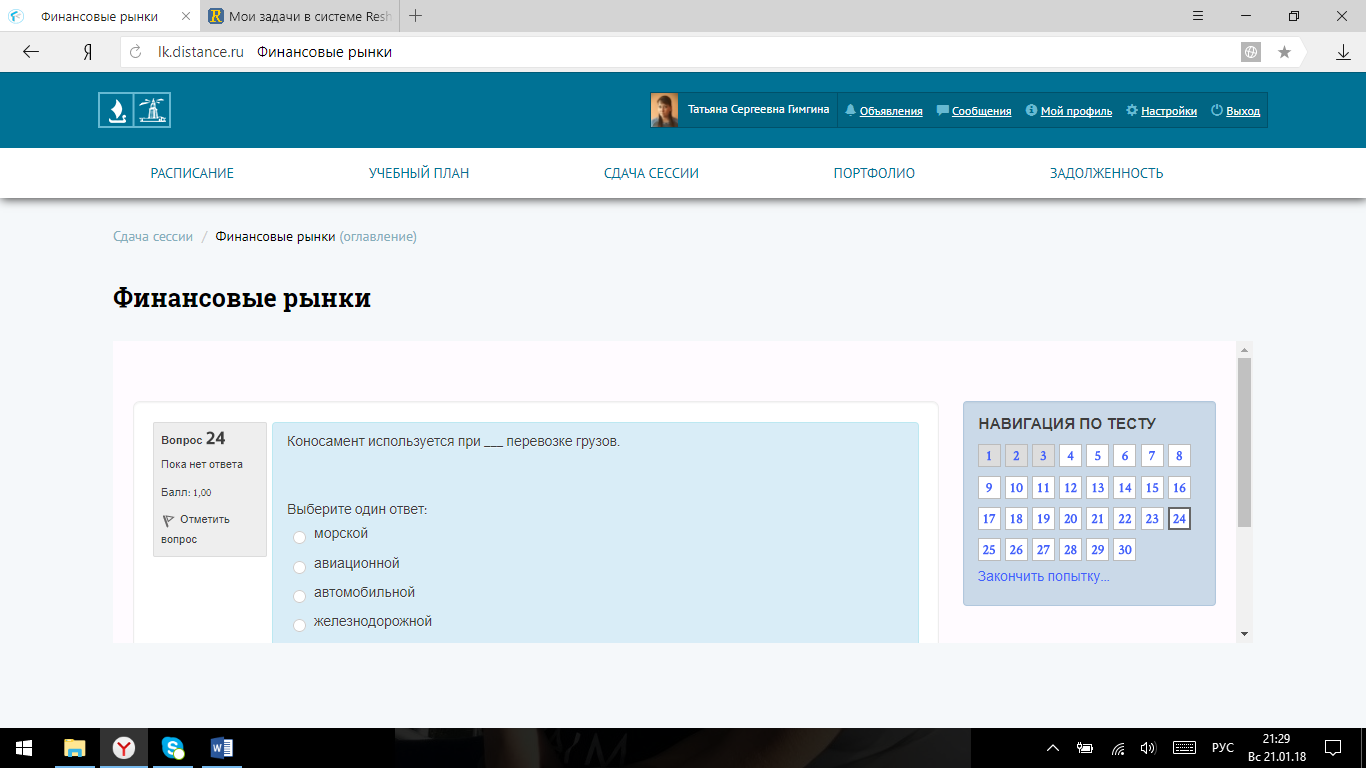 Финансовые рынки
Мои задачи в системе Resh
lk.distance.ru Финансовые рынки
Татьяна Сергеевна Гимгина Объявления Сообщения Мой профиль Настройки Выход
РАСПИСАНИЕ УЧЕБНЫЙ ПЛАН СДАЧА СЕССИИ ПОРТФОЛИО ЗАДОЛЖЕННОСТЬ
Сдача сессии / Финансовые рынки (оглавление)
Финансовые рынки
Вопрос 24
Пока нет ответа
Балл: 1,00
Отметить
вопрос
Коносамент используется при ___ перевозке грузов.
Выберите один ответ:
морской
авиационной
автомобильной
железнодорожной
НАВИГАЦИЯ ПО ТЕСТУ
1 2 3 4 5 6 7 8
9 10 11 12 13 14 15 16
17 18 19 20 21 22 23 24
25 26 27 28 29 30
Закончить попытку...
РУС
21:29
Вс 21.01.18